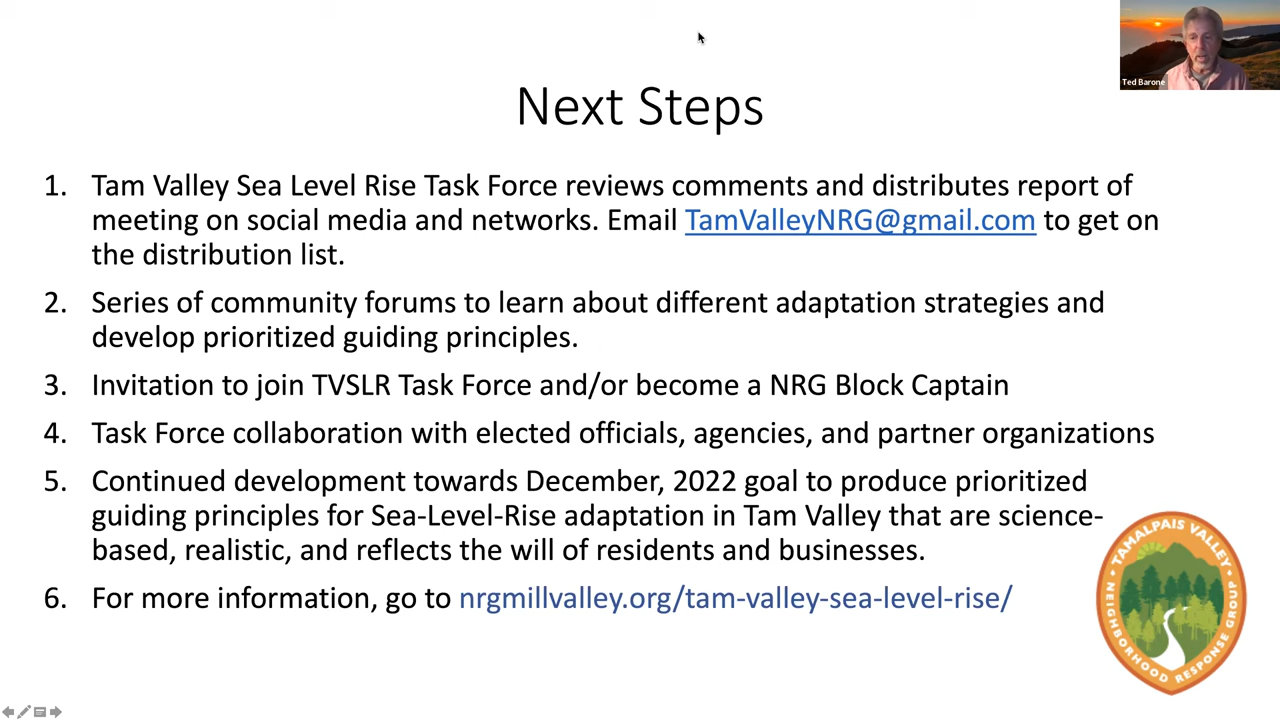 Ted Barone
Next Steps
1. Tam Valley Sea Level Rise Task Force reviews comments and distributes report of
meeting on social media and networks. Email TamValleyNRG@gmail.com to get on
the distribution list.
2. Series of community forums to learn about different adaptation strategies and
develop prioritized guiding principles.
3. Invitation to join TVSLR Task Force and/or become a NRG Block Captain
4. Task Force collaboration with elected officials, agencies, and partner organizations
5. Continued development towards December, 2022 goal to produce prioritized
guiding principles for Sea-Level-Rise adaptation in Tam Valley that are science-
based, realistic, and reflects the will of residents and businesses.
6. For more information, go to nrgmillvalley.org/tam-valley-sea-level-rise/
TAMALPAIS VALLEY
NEIGHBORHOOD RESPONSE GROUP